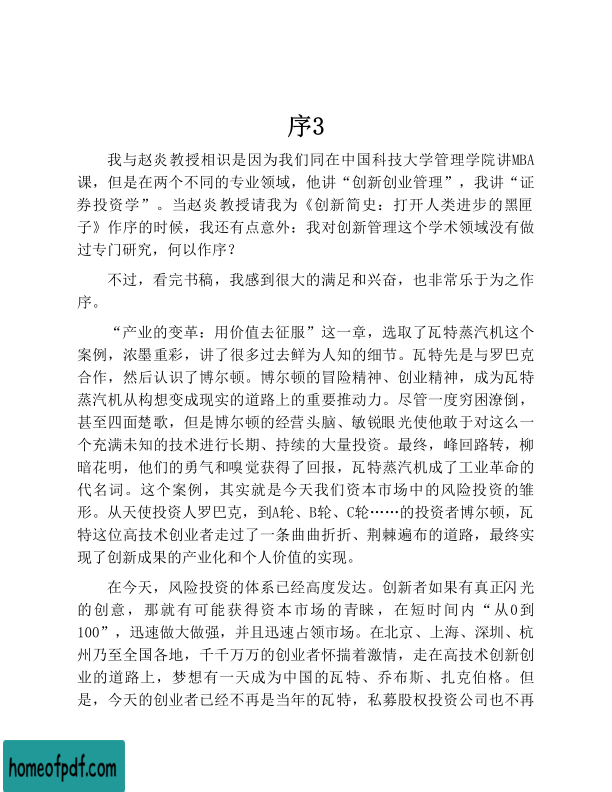 序3
我与赵炎教授相识是因为我们同在中国科技大学管理学院讲MBA
课，但是在两个不同的专业领域，他讲“创新创业管理”，我讲“证
券投资学”。当赵炎教授请我为《创新简史：打开人类进步的黑匣
子》作序的时候，我还有点意外：我对创新管理这个学术领域没有做
过专门研究，何以作序？
不过，看完书稿，我感到很大的满足和兴奋，也非常乐于为之作
序。
“产业的变革：用价值去征服”这一章，选取了瓦特蒸汽机这个
案例，浓墨重彩，讲了很多过去鲜为人知的细节。瓦特先是与罗巴克
合作，然后认识了博尔顿。博尔顿的冒险精神、创业精神，成为瓦特
蒸汽机从构想变成现实的道路上的重要推动力。尽管一度穷困潦倒，
甚至四面楚歌，但是博尔顿的经营头脑、敏锐眼光使他敢于对这么一
个充满未知的技术进行长期、持续的大量投资。最终，峰回路转，柳
暗花明，他们的勇气和嗅觉获得了回报，瓦特蒸汽机成了工业革命的
代名词。这个案例，其实就是今天我们资本市场中的风险投资的雏
形。从天使投资人罗巴克，到A轮、B轮、C轮……的投资者博尔顿，瓦
特这位高技术创业者走过了一条曲曲折折、荆棘遍布的道路，最终实
现了创新成果的产业化和个人价值的实现。
在今天，风险投资的体系已经高度发达。创新者如果有真正闪光
的创意，那就有可能获得资本市场的青睐，在短时间内“从0到
100”，迅速做大做强，并且迅速占领市场。在北京、上海、深圳、杭
州乃至全国各地，千千万万的创业者怀揣着激情，走在高技术创新创
业的道路上，梦想有一天成为中国的瓦特、乔布斯、扎克伯格。但
是，今天的创业者已经不再是当年的瓦特，私募股权投资公司也不再
homeofpdf.com